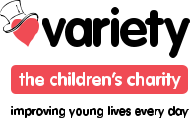 variety
the children's charity
improving young lives every day